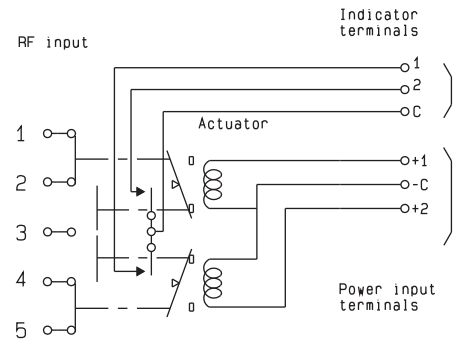 Indicator
terminals
RF input
1
2
C
Actuator
1
2
3
4
5
+1
-C
+2
Power input
terminals